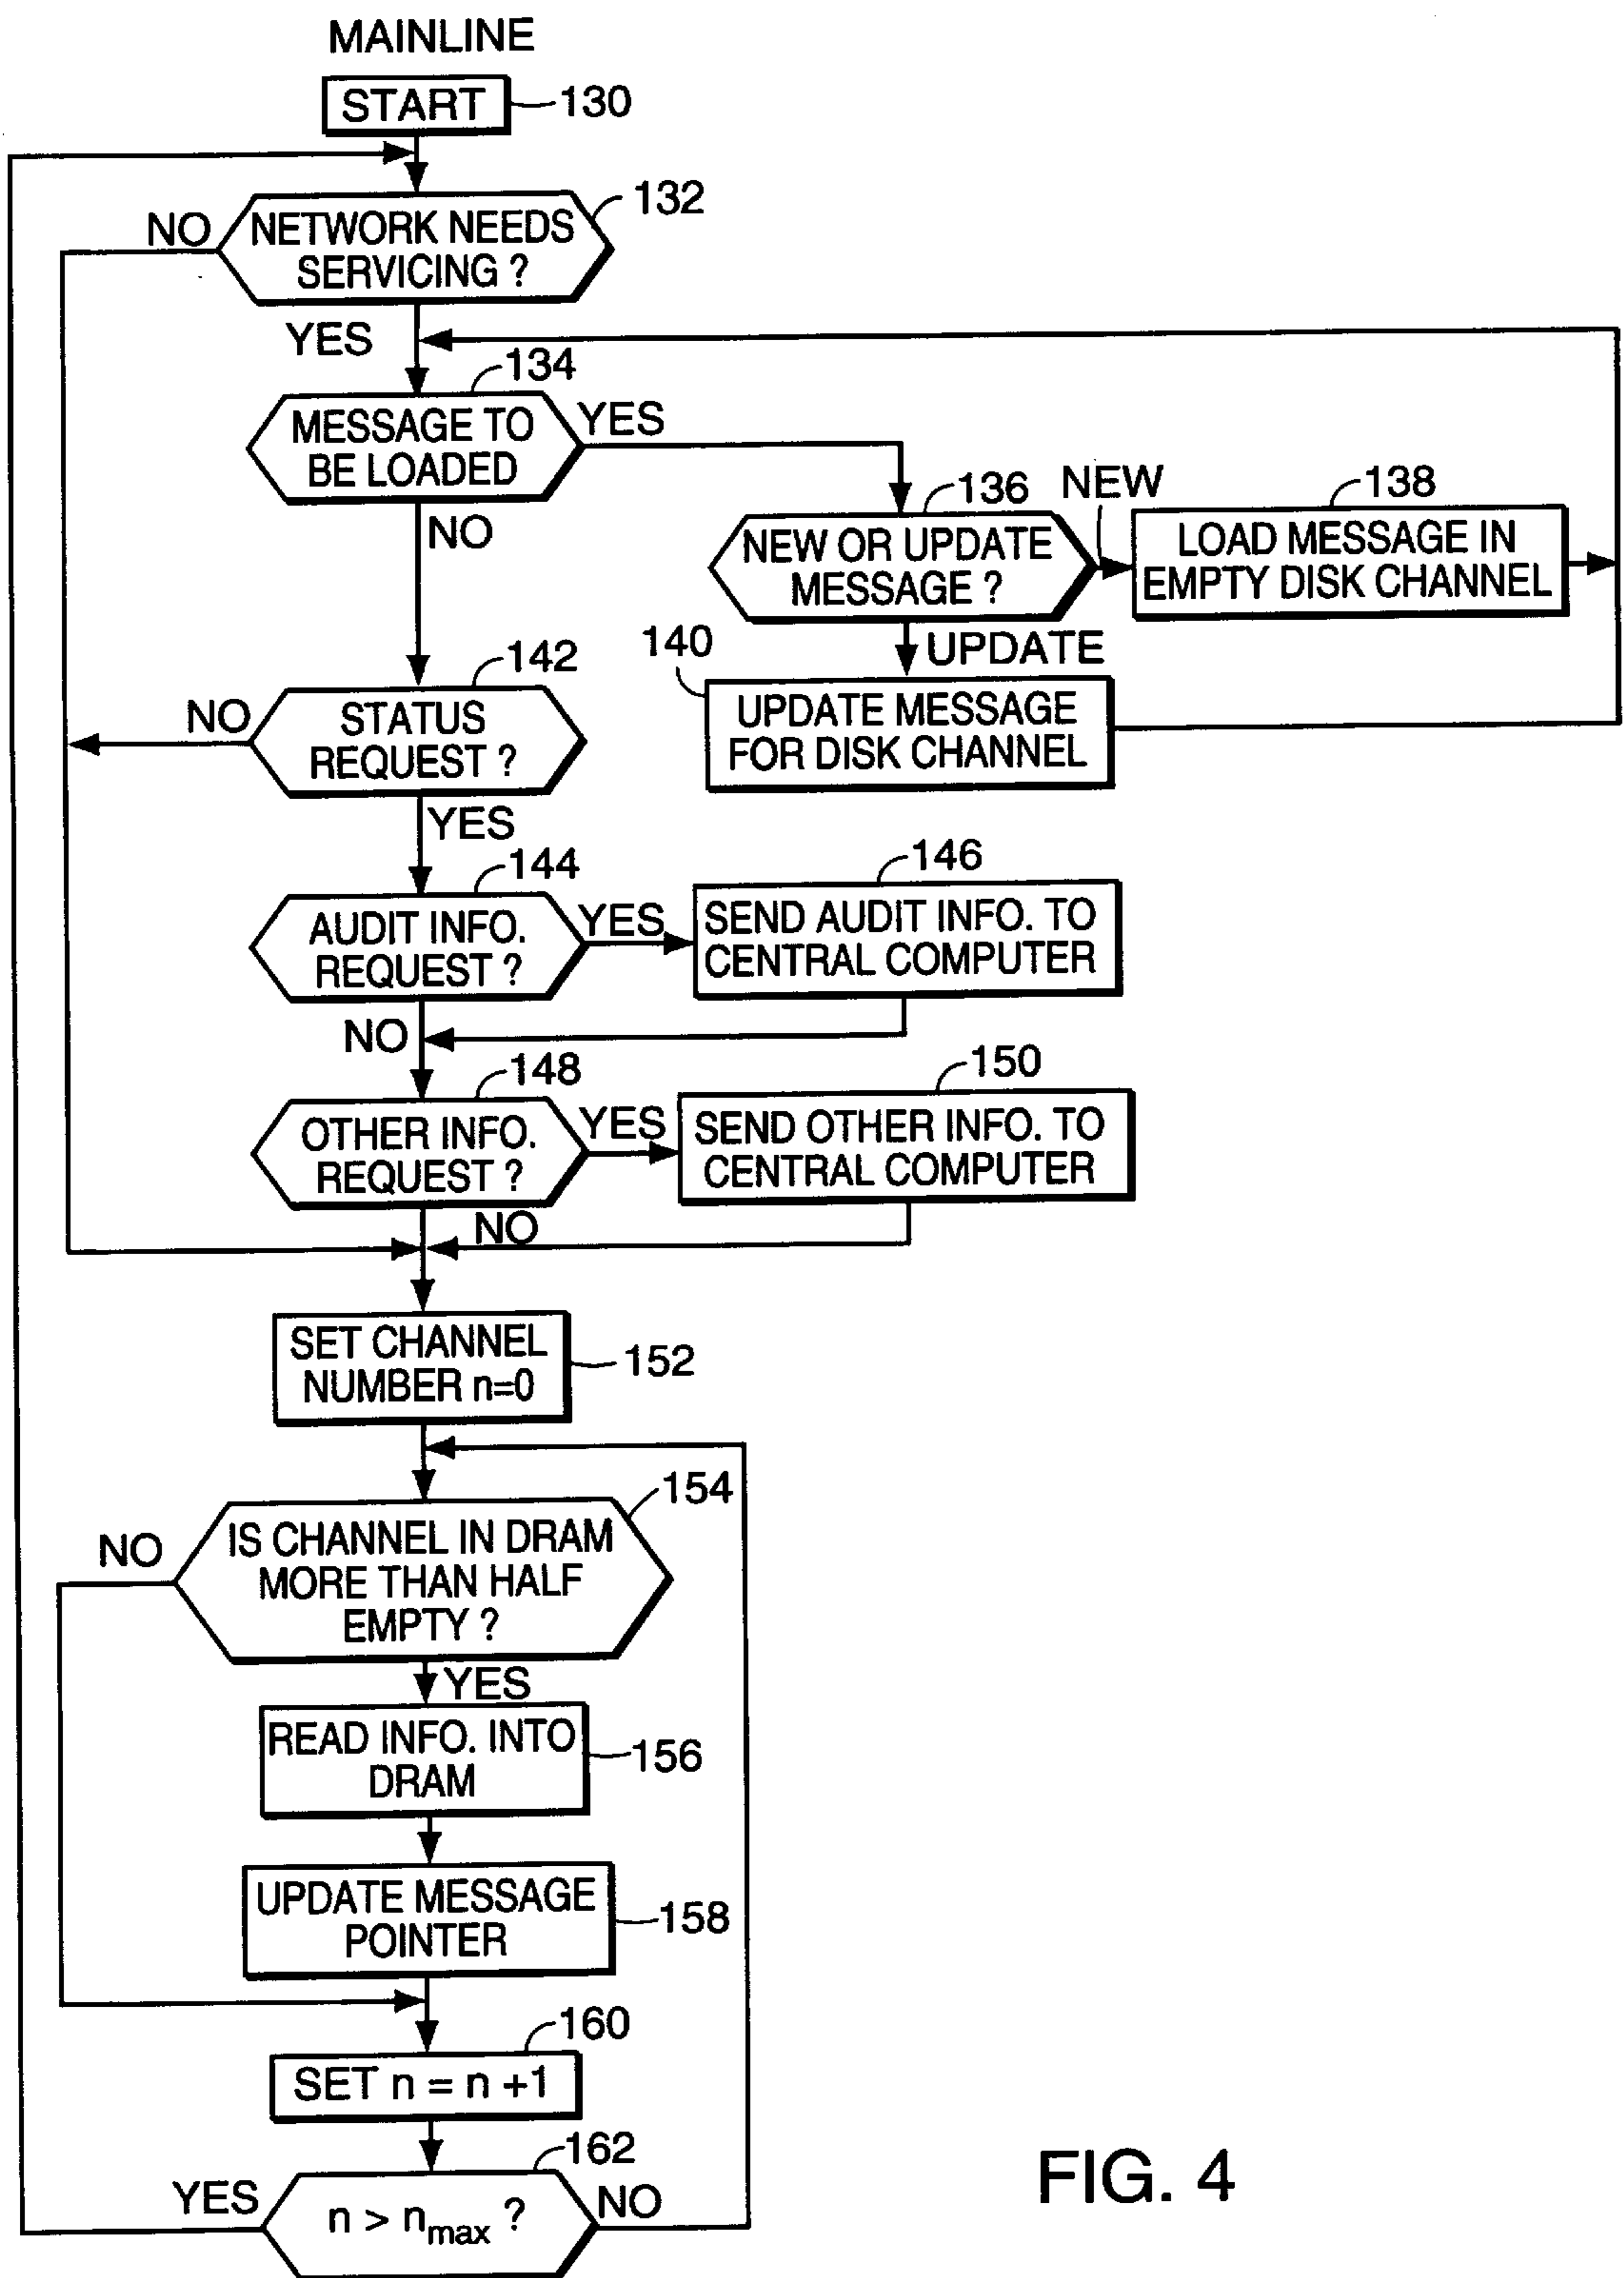 MAINLINE
START
130
NETWORK NEEDS
SERVICING ?
132
NO
YES
134
MESSAGE TO
BE LOADED
YES
NO
136
NEW OR UPDATE
MESSAGE ?
NEW
138
LOAD MESSAGE IN
EMPTY DISK CHANNEL
UPDATE
140
UPDATE MESSAGE
FOR DISK CHANNEL
142
STATUS
REQUEST ?
NO
YES
144
AUDIT INFO.
REQUEST ?
YES
146
SEND AUDIT INFO. TO
CENTRAL COMPUTER
NO
148
OTHER INFO.
REQUEST ?
YES
150
SEND OTHER INFO. TO
CENTRAL COMPUTER
NO
SET CHANNEL
NUMBER n=0
152
154
IS CHANNEL IN DRAM
MORE THAN HALF
EMPTY ?
NO
YES
READ INFO. INTO
DRAM
156
UPDATE MESSAGE
POINTER
158
160
SET n = n +1
162
n > nmax ?
YES
NO
FIG. 4